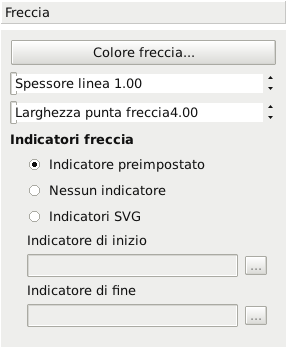 Freccia
Colore freccia...
Spessore linea 1.00
Larghezza punta freccia4.00
Indicatori freccia
Indicatore preimpostato
Nessun indicatore
Indicatori SVG
Indicatore di inizio
...
Indicatore di fine
...